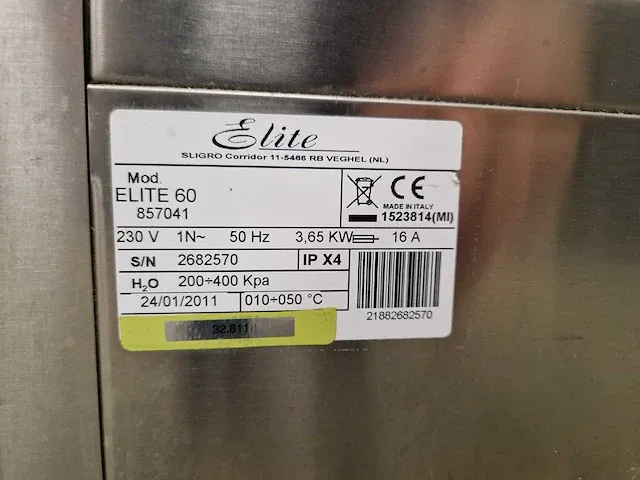 Elite
SLIGRO Corridor 11-5466 RB VEGHEL (NL)
Mod.
ELITE 60
857041
CE
MADE IN ITALY
1523814(MI)
230 V 1N~ 50 Hz 3,65 KW 16 A
S/N 2682570 IP X4
H₂O 200÷400 Kpa
24/01/2011 010÷050 °C
21882682570
32.811